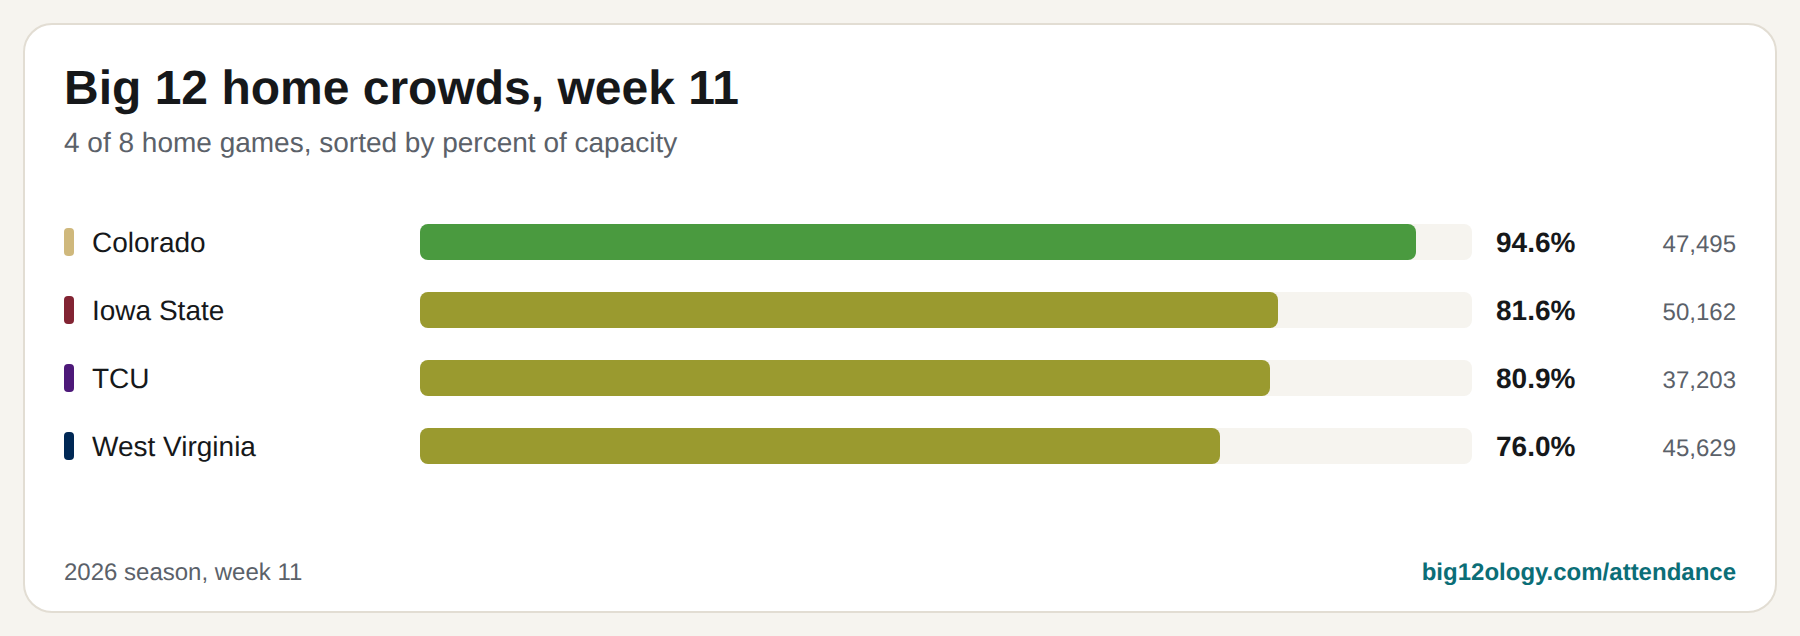 Big 12 home crowds, week 11
4 of 8 home games, sorted by percent of capacity
Colorado 94.6% 47,495
Iowa State 81.6% 50,162
TCU 80.9% 37,203
West Virginia 76.0% 45,629
2026 season, week 11 big12ology.com/attendance